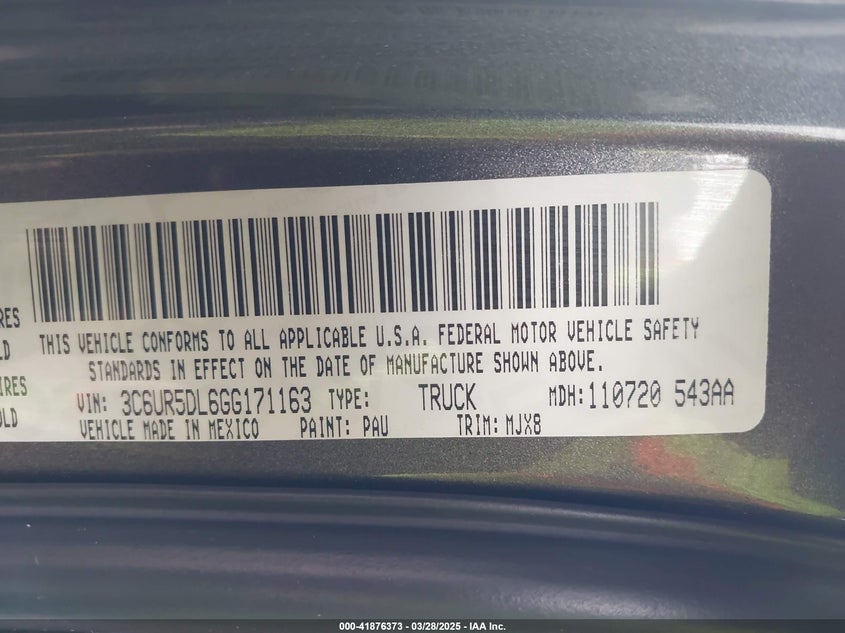 RES
LD
IRES
OLD
THIS VEHICLE CONFORMS TO ALL APPLICABLE U.S.A. FEDERAL MOTOR VEHICLE SAFETY
STANDARDS IN EFFECT ON THE DATE OF MANUFACTURE SHOWN ABOVE.
VIN: 3C6UR5DL6GG171163 TYPE: TRUCK MDH: 110720 543AA
VEHICLE MADE IN MEXICO PAINT: PAU TRIM: MJX8
000-41876373 - 03/28/2025 - IAA Inc.